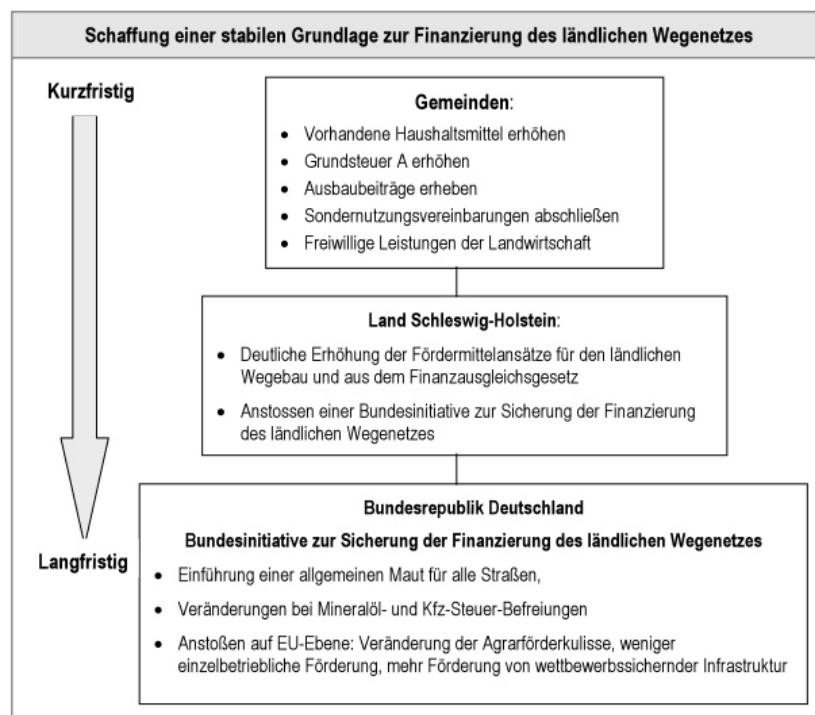 Schaffung einer stabilen Grundlage zur Finanzierung des ländlichen Wegenetzes
Kurzfristig
Gemeinden:
• Vorhandene Haushaltsmittel erhöhen
• Grundsteuer A erhöhen
• Ausbaubeiträge erheben
• Sondernutzungsvereinbarungen abschließen
• Freiwillige Leistungen der Landwirtschaft
Land Schleswig-Holstein:
• Deutliche Erhöhung der Fördermittelansätze für den ländlichen
Wegebau und aus dem Finanzausgleichsgesetz
• Anstossen einer Bundesinitiative zur Sicherung der Finanzierung
des ländlichen Wegenetzes
Bundesrepublik Deutschland
Bundesinitiative zur Sicherung der Finanzierung des ländlichen Wegenetzes
Langfristig
• Einführung einer allgemeinen Maut für alle Straßen,
• Veränderungen bei Mineralöl- und Kfz-Steuer-Befreiungen
• Anstoßen auf EU-Ebene: Veränderung der Agrarförderkulisse, weniger
einzelbetriebliche Förderung, mehr Förderung von wettbewerbssichernder Infrastruktur